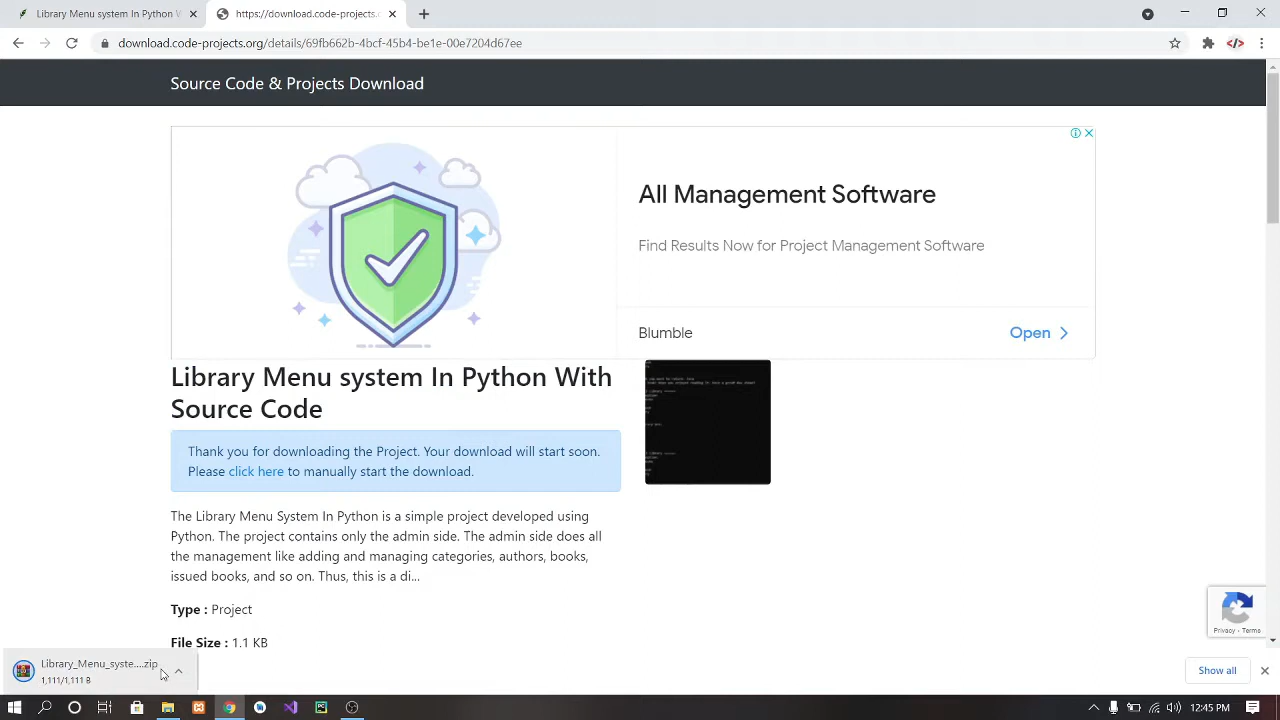 Library Menu system In Python W
https://download.code-projects.o
download.code-projects.org/details/69fb662b-4bcf-45b4-be1e-00e7204d67ee
Source Code & Projects Download
All Management Software
Find Results Now for Project Management Software
Blumble
Open
Library Menu system In Python With
Source Code
Thank you for downloading the Project. Your download will start soon.
Please click here to manually start the download.
The Library Menu System In Python is a simple project developed using
Python. The project contains only the admin side. The admin side does all
the management like adding and managing categories, authors, books,
issued books, and so on. Thus, this is a di...
Type : Project
File Size : 1.1 KB
Privacy - Terms
Library_Menu_syste....zip
1,111/1,111 B
Show all
12:45 PM